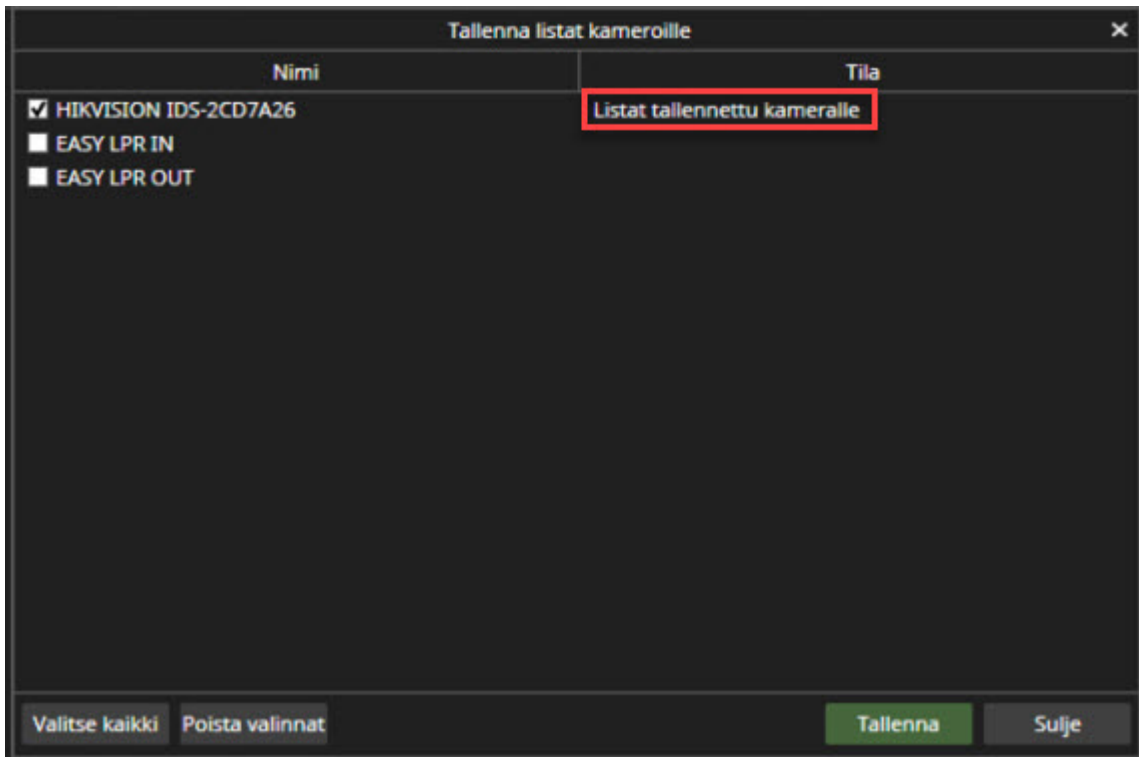 Tallenna listat kameroille
Nimi Tila
HIKVISION IDS-2CD7A26 Listat tallennettu kameralle
EASY LPR IN
EASY LPR OUT
Valitse kaikki Poista valinnat Tallenna Sulje